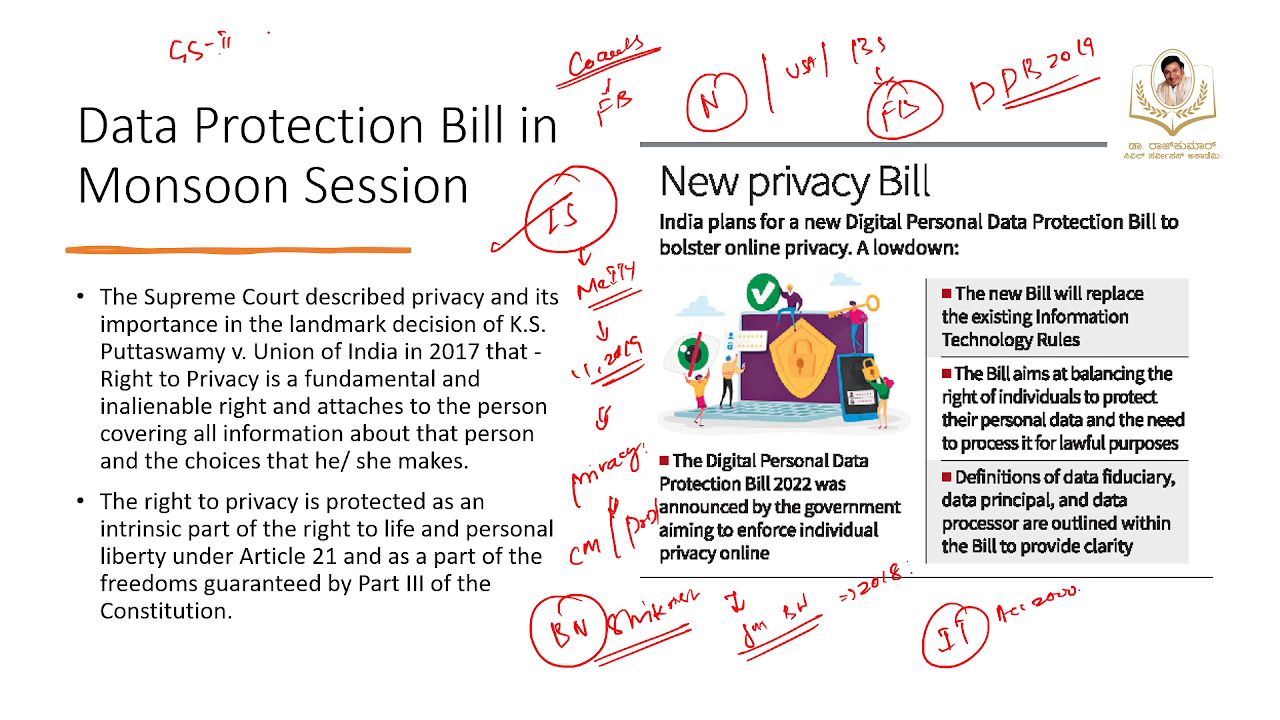 GS-II
FB
N
USA
FB
DPB 2019
ಡಾ. ರಾಜ್‌ಕುಮಾರ್
ಸಿವಿಲ್ ಸರ್ವೀಸಸ್ ಅಕಾಡೆಮಿ
Data Protection Bill in
Monsoon Session
• The Supreme Court described privacy and its
importance in the landmark decision of K.S.
Puttaswamy v. Union of India in 2017 that -
Right to Privacy is a fundamental and
inalienable right and attaches to the person
covering all information about that person
and the choices that he/ she makes.
• The right to privacy is protected as an
intrinsic part of the right to life and personal
liberty under Article 21 and as a part of the
freedoms guaranteed by Part III of the
Constitution.
IS
MeitY
11, 2019
privacy
New privacy Bill
India plans for a new Digital Personal Data Protection Bill to
bolster online privacy. A lowdown:
The Digital Personal Data
Protection Bill 2022 was
announced by the government
aiming to enforce individual
privacy online
The new Bill will replace
the existing Information
Technology Rules
The Bill aims at balancing the
right of individuals to protect
their personal data and the need
to process it for lawful purposes
Definitions of data fiduciary,
data principal, and data
processor are outlined within
the Bill to provide clarity
BN
=> 2018
IT Act 2000